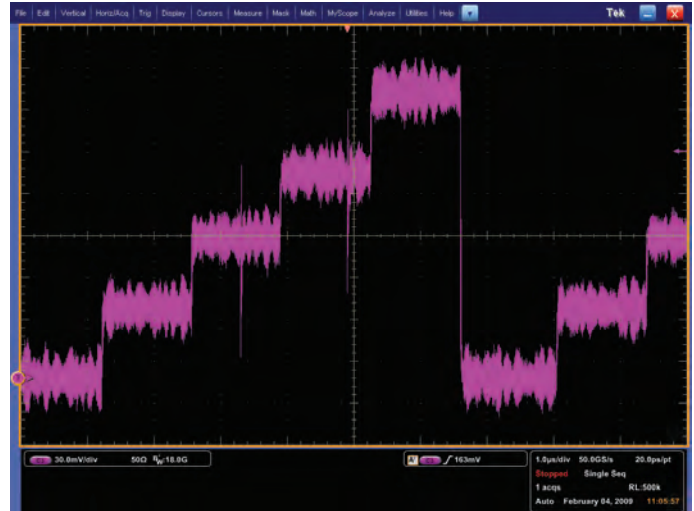 File Edit Vertical Horiz/Acq Trig Display Cursors Measure Mask Math MyScope Analyze Utilities Help Tek
30.0mV/div 50Ω BW:18.0G
A' C3 163mV
1.0µs/div 50.0GS/s 20.0ps/pt
Stopped Single Seq
1 acqs RL:500k
Auto February 04, 2009 11:05:57